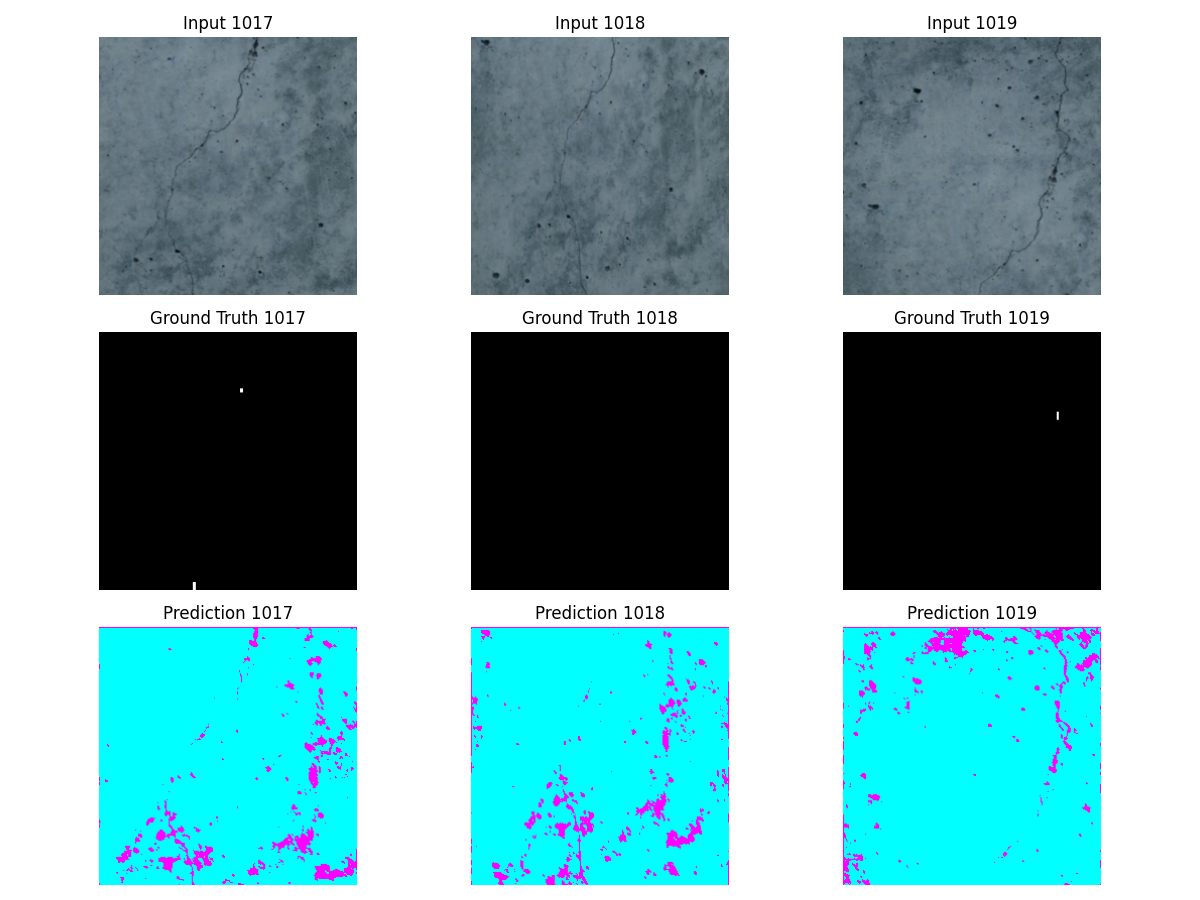 Input 1017
Input 1018
Input 1019
Ground Truth 1017
Ground Truth 1018
Ground Truth 1019
Prediction 1017
Prediction 1018
Prediction 1019